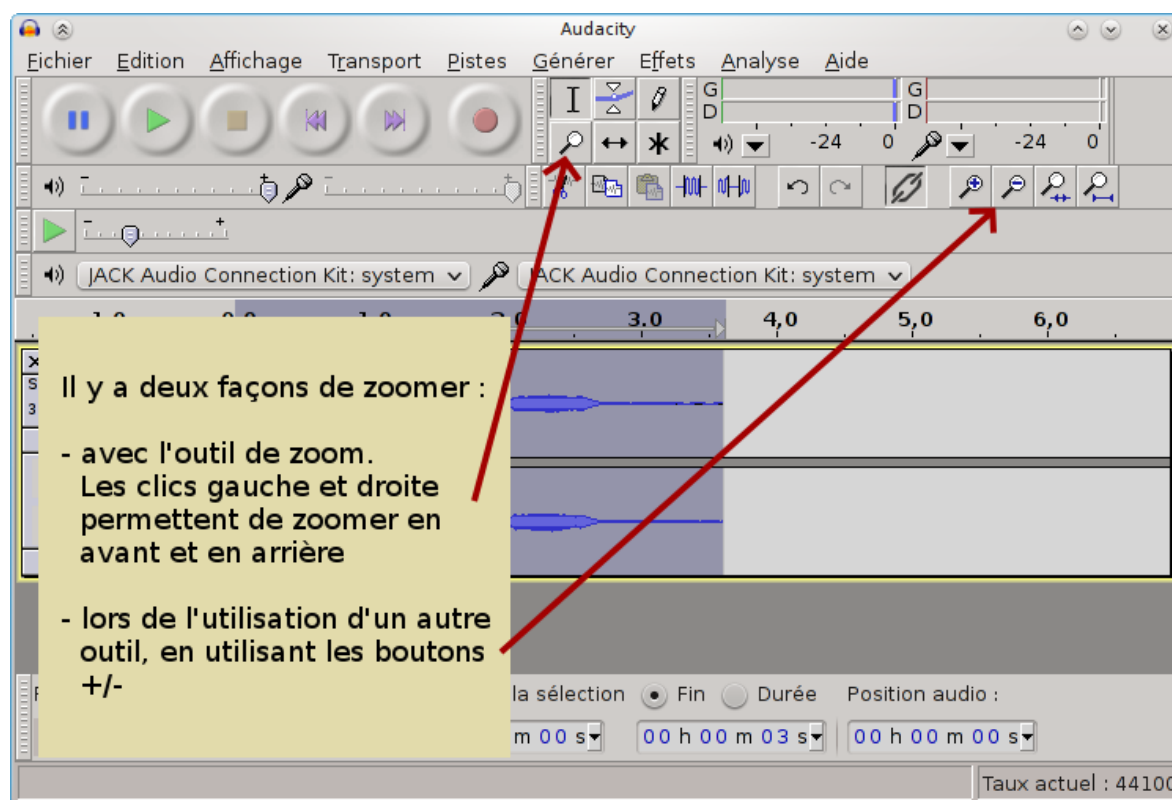 Audacity
Fichier Edition Affichage Transport Pistes Générer Effets Analyse Aide
G
D
-24 0
G
D
-24 0
- +
JACK Audio Connection Kit: system
JACK Audio Connection Kit: system
3.0 4,0 5,0 6,0
Il y a deux façons de zoomer :
- avec l'outil de zoom.
Les clics gauche et droite
permettent de zoomer en
avant et en arrière
- lors de l'utilisation d'un autre
outil, en utilisant les boutons
+/-
la sélection Fin Durée Position audio :
m 00 s 00 h 00 m 03 s 00 h 00 m 00 s
Taux actuel : 44100